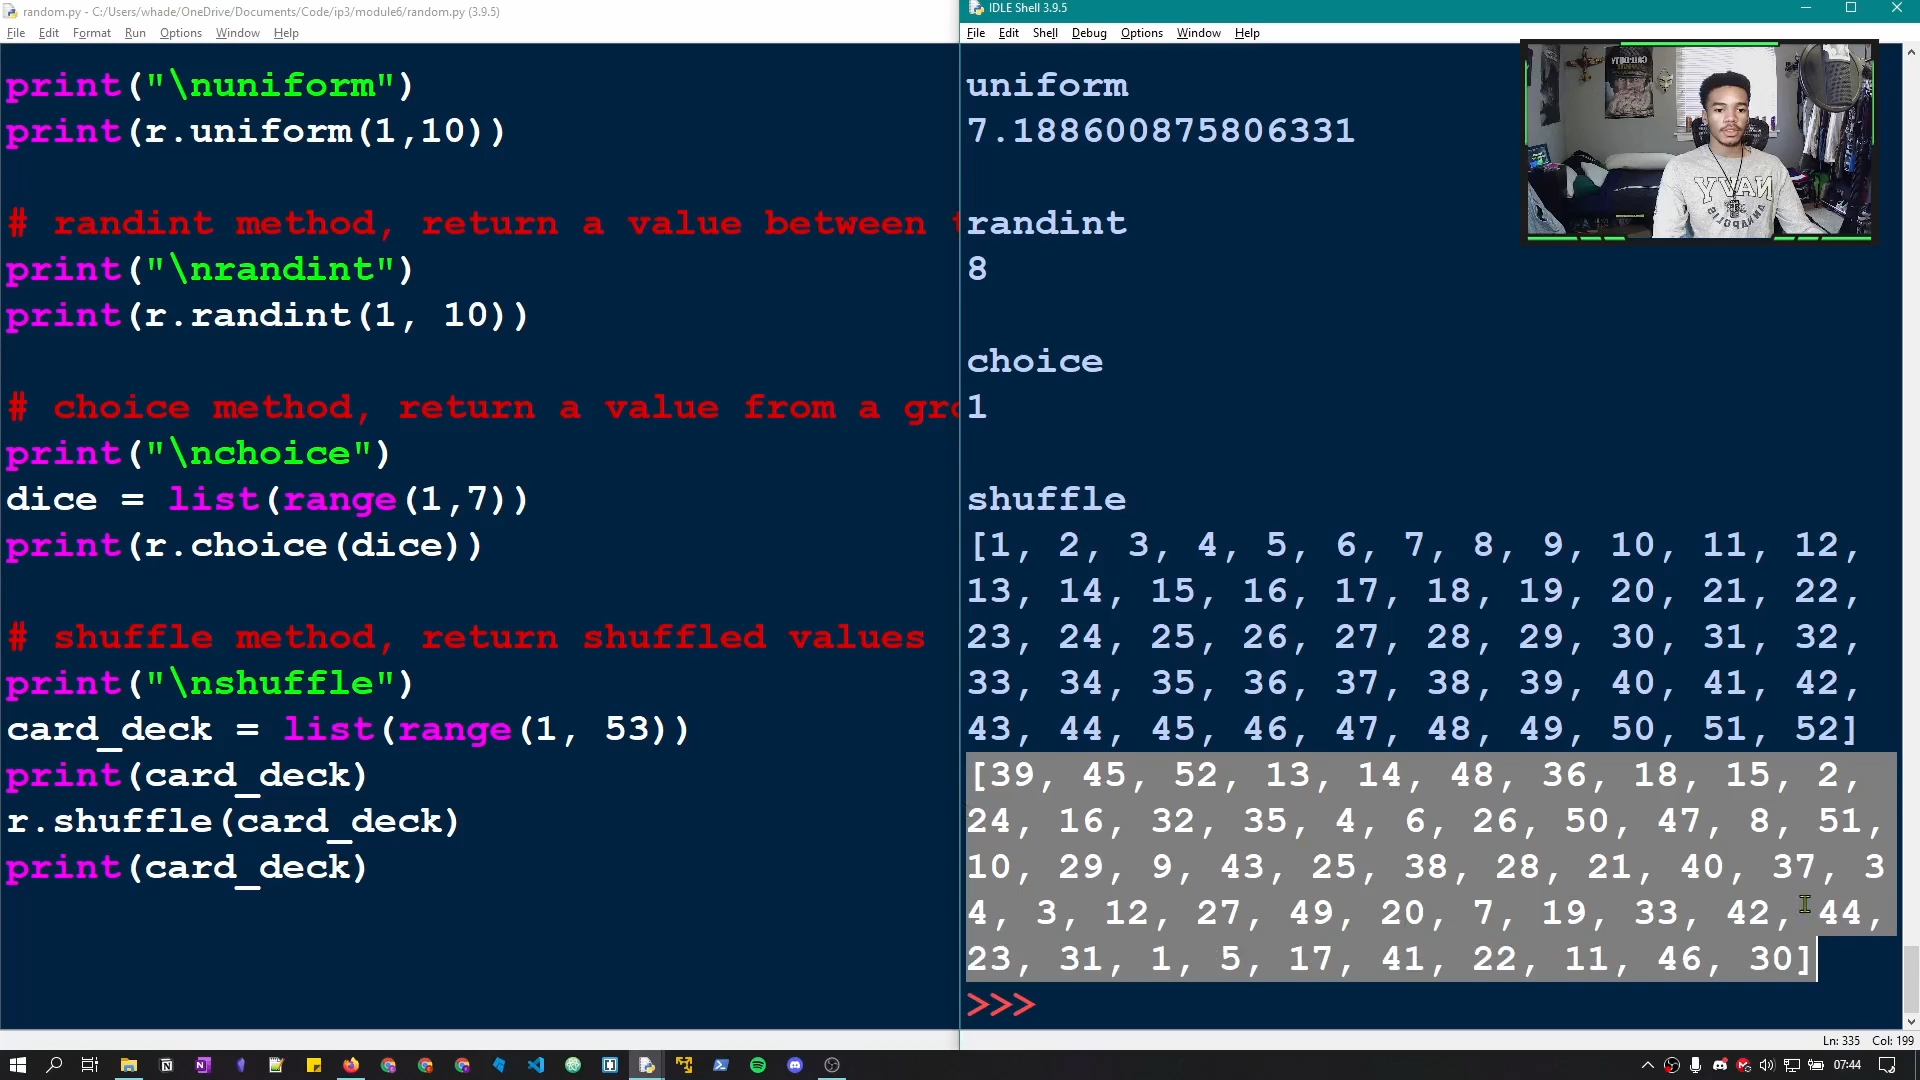 random.py - C:/Users/whade/OneDrive/Documents/Code/ip3/module6/random.py (3.9.5)
File Edit Format Run Options Window Help
print("\nuniform")
print(r.uniform(1,10))
# randint method, return a value between t
print("\nrandint")
print(r.randint(1, 10))
# choice method, return a value from a gro
print("\nchoice")
dice = list(range(1,7))
print(r.choice(dice))
# shuffle method, return shuffled values
print("\nshuffle")
card_deck = list(range(1, 53))
print(card_deck)
r.shuffle(card_deck)
print(card_deck)
IDLE Shell 3.9.5
File Edit Shell Debug Options Window Help
uniform
7.188600875806331
randint
8
choice
1
shuffle
[1, 2, 3, 4, 5, 6, 7, 8, 9, 10, 11, 12,
13, 14, 15, 16, 17, 18, 19, 20, 21, 22,
23, 24, 25, 26, 27, 28, 29, 30, 31, 32,
33, 34, 35, 36, 37, 38, 39, 40, 41, 42,
43, 44, 45, 46, 47, 48, 49, 50, 51, 52]
[39, 45, 52, 13, 14, 48, 36, 18, 15, 2,
24, 16, 32, 35, 4, 6, 26, 50, 47, 8, 51,
10, 29, 9, 43, 25, 38, 28, 21, 40, 37, 3
4, 3, 12, 27, 49, 20, 7, 19, 33, 42, 44,
23, 31, 1, 5, 17, 41, 22, 11, 46, 30]
>>>
NAVY
ANNAPOLIS
Ln: 335 Col: 199
07:44